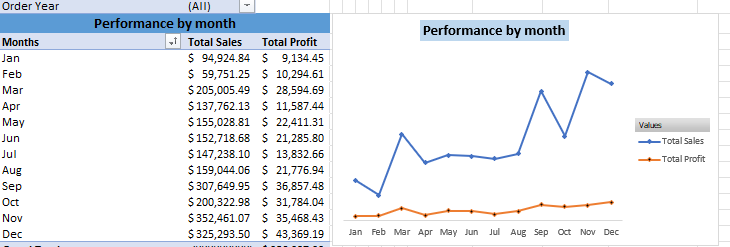 Order Year (All)
Performance by month
Months Total Sales Total Profit
Jan $ 94,924.84 $ 9,134.45
Feb $ 59,751.25 $ 10,294.61
Mar $ 205,005.49 $ 28,594.69
Apr $ 137,762.13 $ 11,587.44
May $ 155,028.81 $ 22,411.31
Jun $ 152,718.68 $ 21,285.80
Jul $ 147,238.10 $ 13,832.66
Aug $ 159,044.06 $ 21,776.94
Sep $ 307,649.95 $ 36,857.48
Oct $ 200,322.98 $ 31,784.04
Nov $ 352,461.07 $ 35,468.43
Dec $ 325,293.50 $ 43,369.19
Performance by month
Values
Total Sales
Total Profit
Jan Feb Mar Apr May Jun Jul Aug Sep Oct Nov Dec